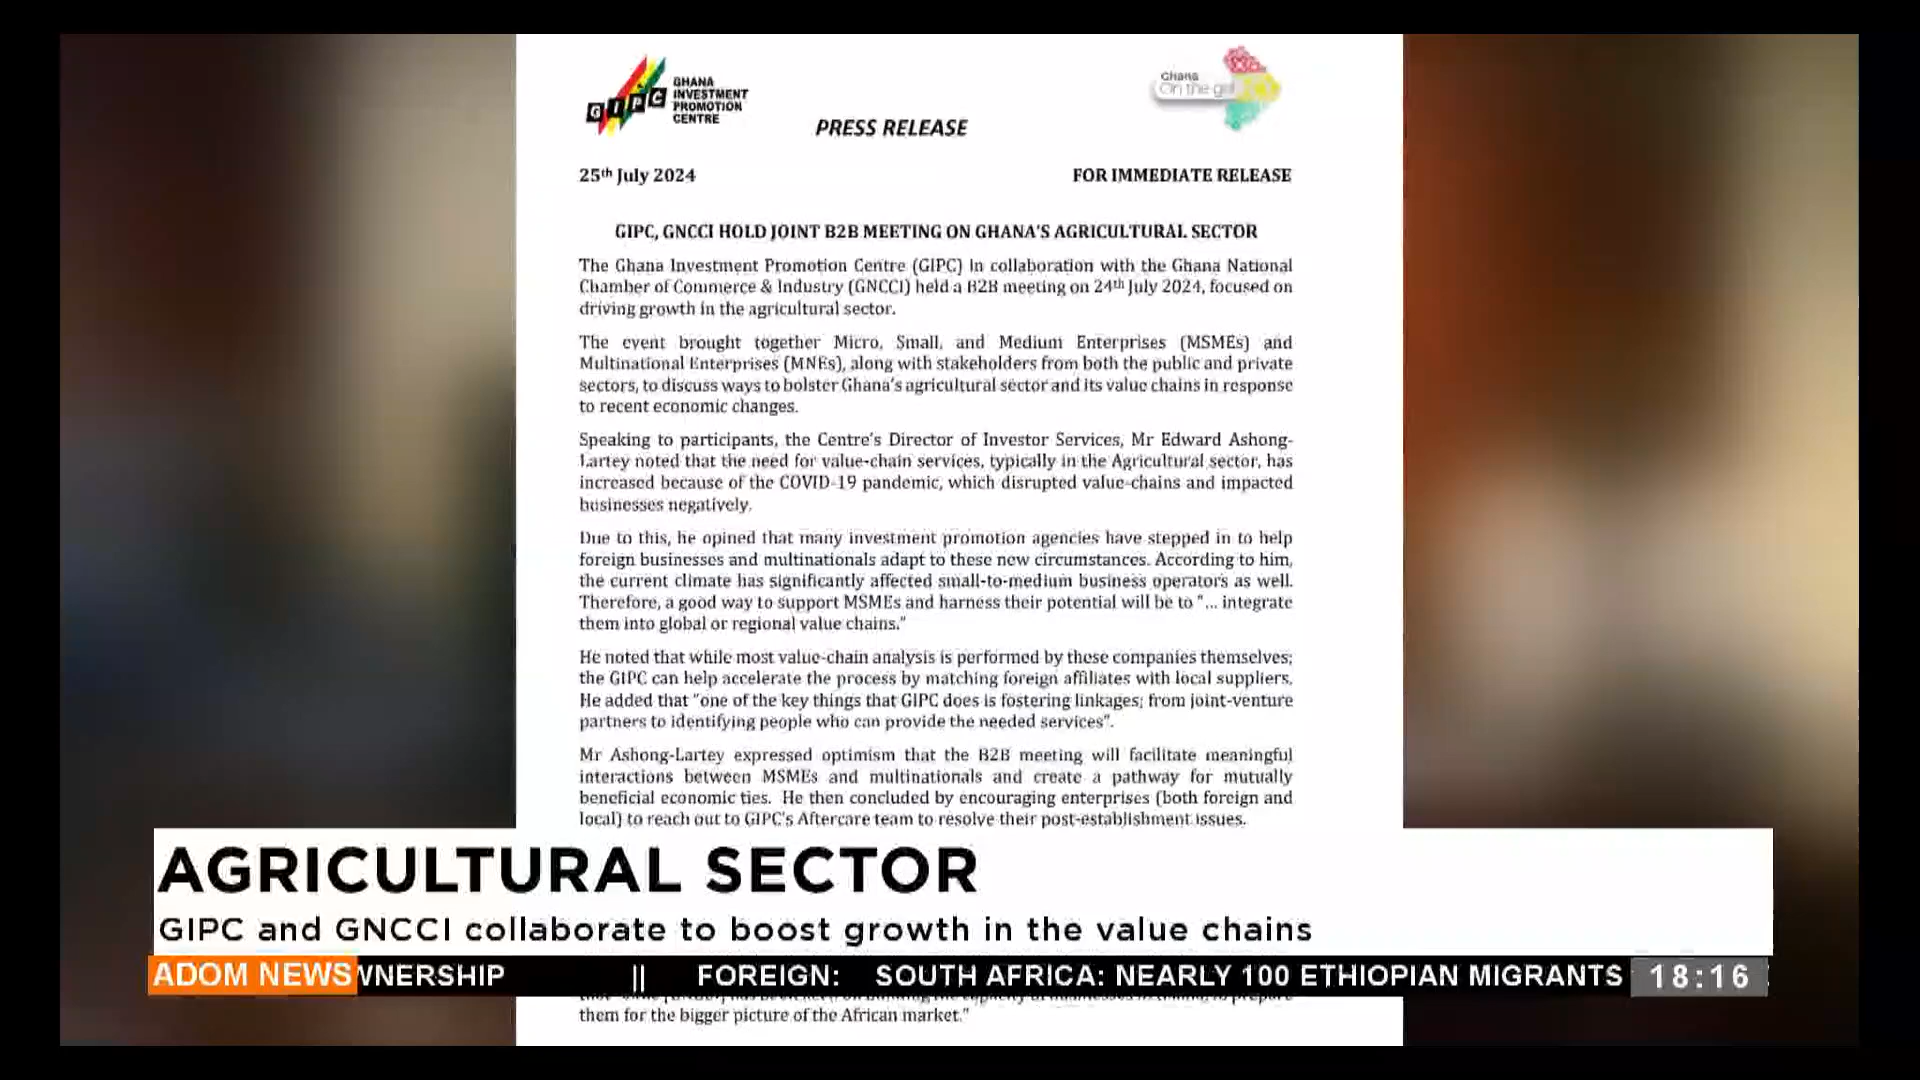 GIPC
GHANA
INVESTMENT
PROMOTION
CENTRE
Ghana
On the go!
PRESS RELEASE
25th July 2024
FOR IMMEDIATE RELEASE
GIPC, GNCCI HOLD JOINT B2B MEETING ON GHANA'S AGRICULTURAL SECTOR
The Ghana Investment Promotion Centre (GIPC) in collaboration with the Ghana National
Chamber of Commerce & Industry (GNCCI) held a B2B meeting on 24th July 2024, focused on
driving growth in the agricultural sector.
The event brought together Micro, Small, and Medium Enterprises (MSMEs) and
Multinational Enterprises (MNEs), along with stakeholders from both the public and private
sectors, to discuss ways to bolster Ghana's agricultural sector and its value chains in response
to recent economic changes.
Speaking to participants, the Centre's Director of Investor Services, Mr Edward Ashong-
Lartey noted that the need for value-chain services, typically in the Agricultural sector, has
increased because of the COVID-19 pandemic, which disrupted value-chains and impacted
businesses negatively.
Due to this, he opined that many investment promotion agencies have stepped in to help
foreign businesses and multinationals adapt to these new circumstances. According to him,
the current climate has significantly affected small-to-medium business operators as well.
Therefore, a good way to support MSMEs and harness their potential will be to "... integrate
them into global or regional value chains."
He noted that while most value-chain analysis is performed by these companies themselves;
the GIPC can help accelerate the process by matching foreign affiliates with local suppliers.
He added that "one of the key things that GIPC does is fostering linkages; from joint-venture
partners to identifying people who can provide the needed services".
Mr Ashong-Lartey expressed optimism that the B2B meeting will facilitate meaningful
interactions between MSMEs and multinationals and create a pathway for mutually
beneficial economic ties. He then concluded by encouraging enterprises (both foreign and
local) to reach out to GIPC's Aftercare team to resolve their post-establishment issues.
AGRICULTURAL SECTOR
GIPC and GNCCI collaborate to boost growth in the value chains
ADOM NEWS WNERSHIP || FOREIGN: SOUTH AFRICA: NEARLY 100 ETHIOPIAN MIGRANTS 18:16
them for the bigger picture of the African market."